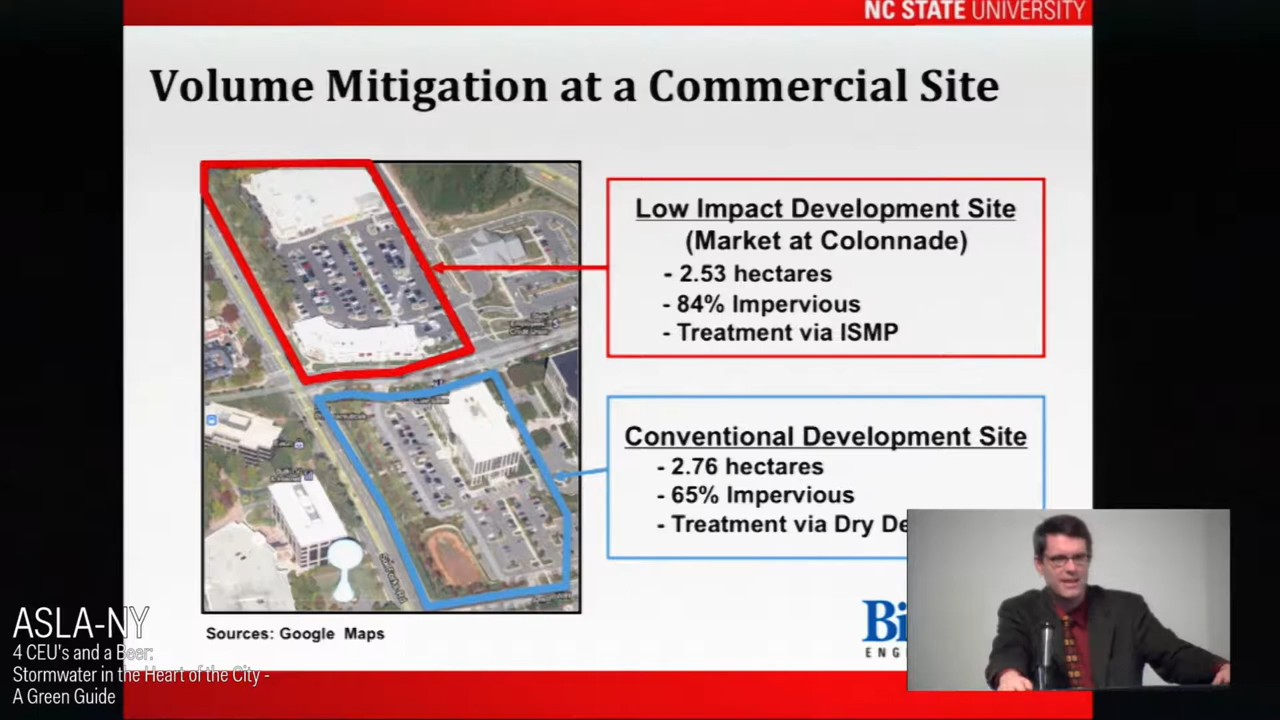 NC STATE UNIVERSITY
Volume Mitigation at a Commercial Site
Low Impact Development Site
(Market at Colonnade)
- 2.53 hectares
- 84% Impervious
- Treatment via ISMP
Conventional Development Site
- 2.76 hectares
- 65% Impervious
- Treatment via Dry De
Sources: Google Maps
Bi
ENG
ASLA-NY
4 CEU's and a Beer:
Stormwater in the Heart of the City -
A Green Guide